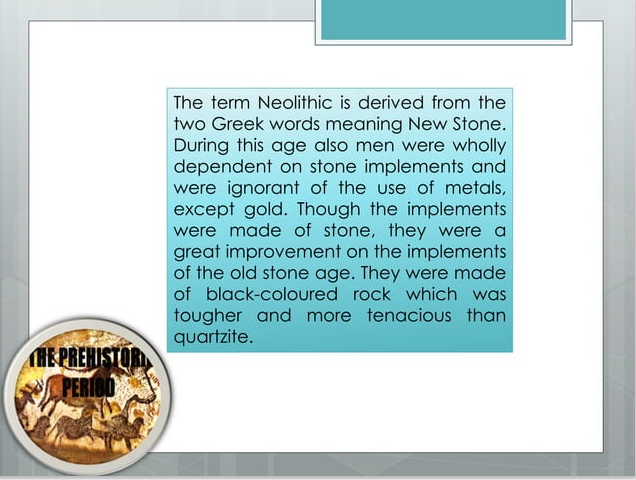 The term Neolithic is derived from the
two Greek words meaning New Stone.
During this age also men were wholly
dependent on stone implements and
were ignorant of the use of metals,
except gold. Though the implements
were made of stone, they were a
great improvement on the implements
of the old stone age. They were made
of black-coloured rock which was
tougher and more tenacious than
quartzite.
THE PREHISTORI
PERIOD